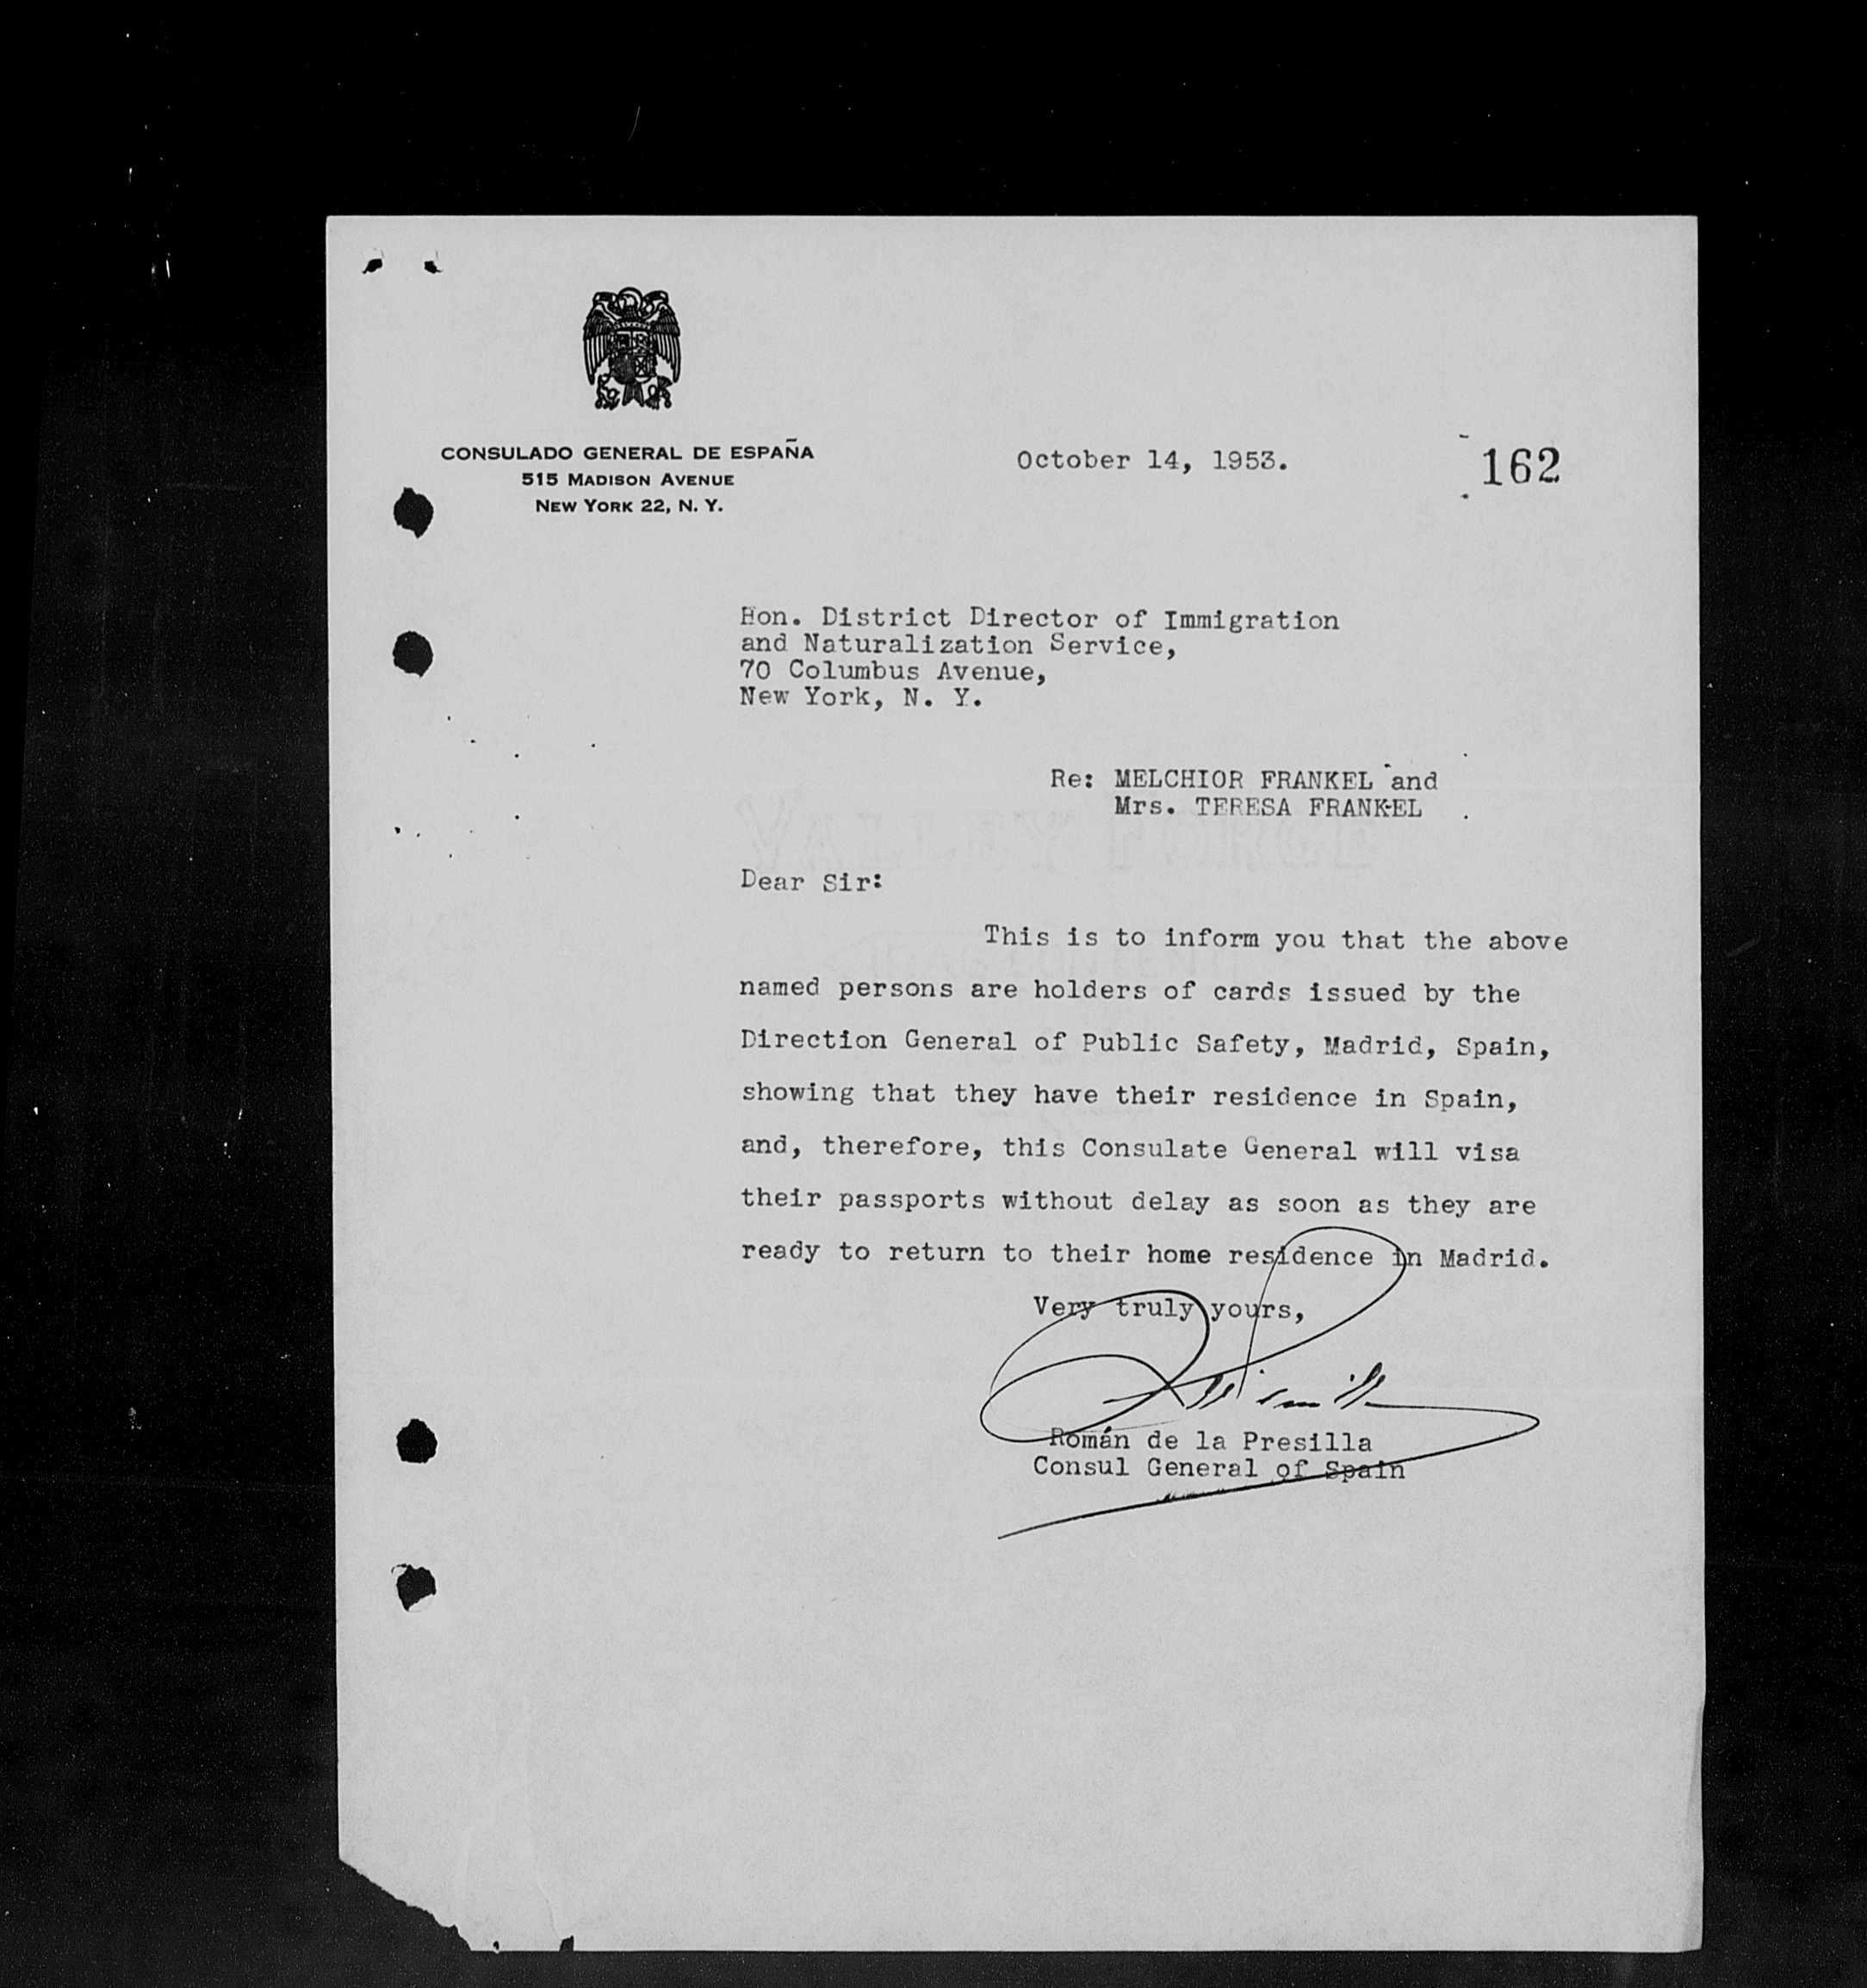 CONSULADO GENERAL DE ESPAÑA
515 MADISON AVENUE
NEW YORK 22, N. Y.
October 14, 1953.
162
Hon. District Director of Immigration
and Naturalization Service,
70 Columbus Avenue,
New York, N. Y.
Re: MELCHIOR FRANKEL and
Mrs. TERESA FRANKEL
VALLEY FORGE
Dear Sir:
This is to inform you that the above
named persons are holders of cards issued by the
Direction General of Public Safety, Madrid, Spain,
showing that they have their residence in Spain,
and, therefore, this Consulate General will visa
their passports without delay as soon as they are
ready to return to their home residence in Madrid.
Very truly yours,
Román de la Presilla
Consul General of Spain